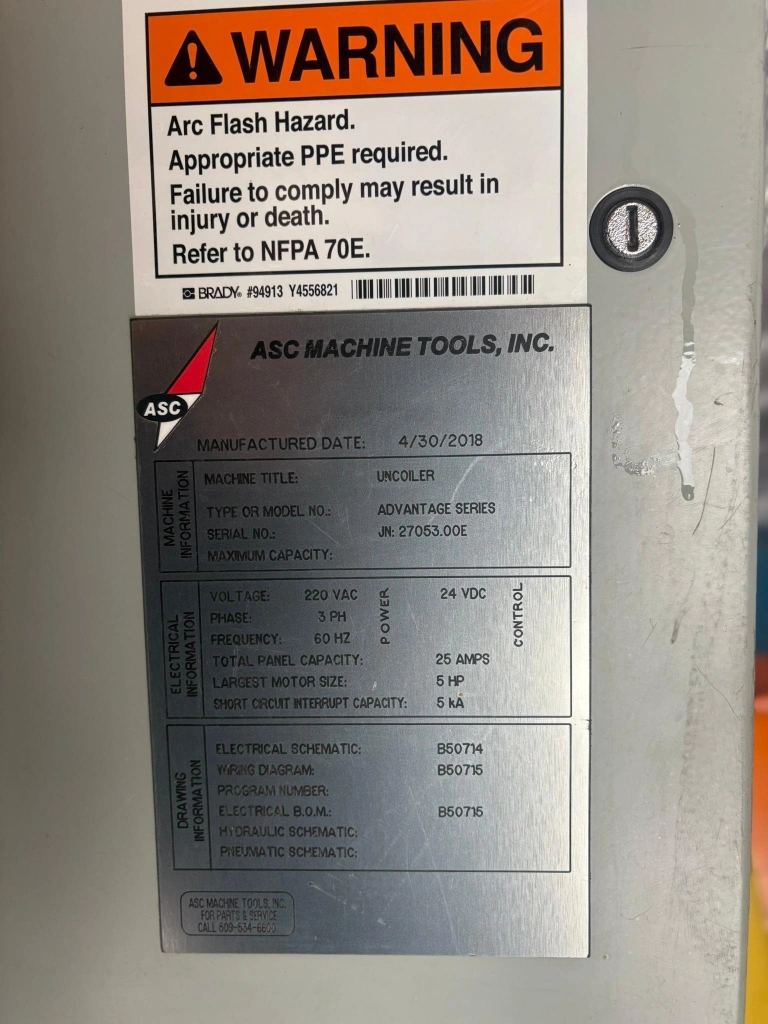 WARNING
Arc Flash Hazard.
Appropriate PPE required.
Failure to comply may result in
injury or death.
Refer to NFPA 70E.
BRADY® #94913 Y4556821
ASC MACHINE TOOLS, INC.
ASC
MANUFACTURED DATE: 4/30/2018
MACHINE INFORMATION
MACHINE TITLE: UNCOILER
TYPE OR MODEL NO.: ADVANTAGE SERIES
SERIAL NO.: JN: 27053.00E
MAXIMUM CAPACITY:
ELECTRICAL INFORMATION
VOLTAGE: 220 VAC POWER 24 VDC CONTROL
PHASE: 3 PH
FREQUENCY: 60 HZ
TOTAL PANEL CAPACITY: 25 AMPS
LARGEST MOTOR SIZE: 5 HP
SHORT CIRCUIT INTERRUPT CAPACITY: 5 kA
DRAWING INFORMATION
ELECTRICAL SCHEMATIC: B50714
WIRING DIAGRAM: B50715
PROGRAM NUMBER:
ELECTRICAL B.O.M.: B50715
HYDRAULIC SCHEMATIC:
PNEUMATIC SCHEMATIC:
ASC MACHINE TOOLS, INC.
FOR PARTS & SERVICE
CALL 509-534-6600